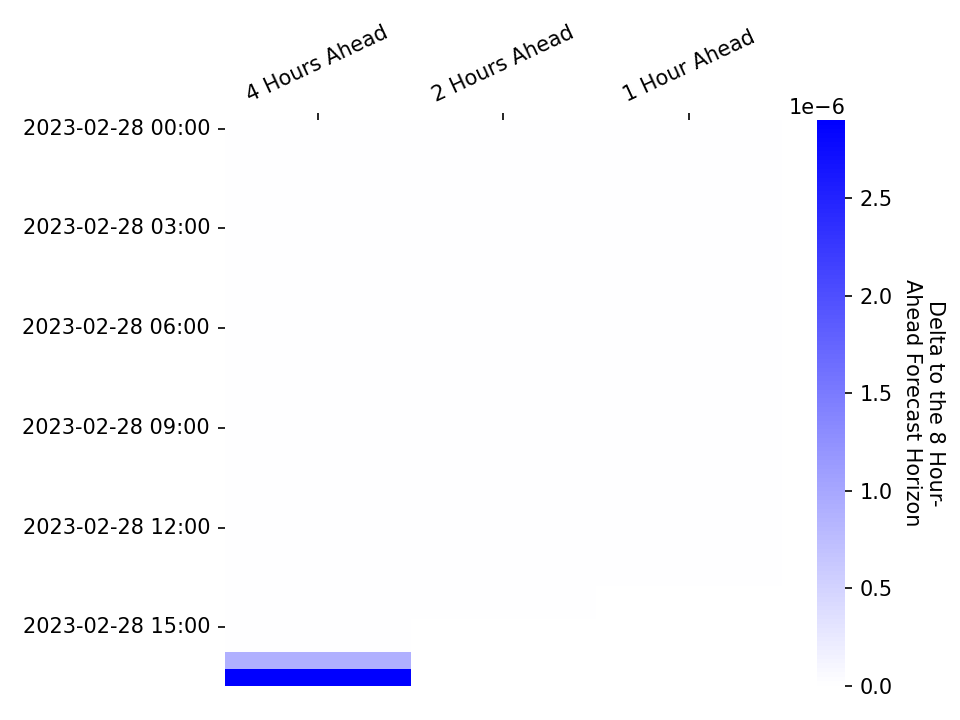 4 Hours Ahead
2 Hours Ahead
1 Hour Ahead
1e−6
2023-02-28 00:00
2023-02-28 03:00
2023-02-28 06:00
2023-02-28 09:00
2023-02-28 12:00
2023-02-28 15:00
2.5
2.0
1.5
1.0
0.5
0.0
Delta to the 8 Hour-
Ahead Forecast Horizon